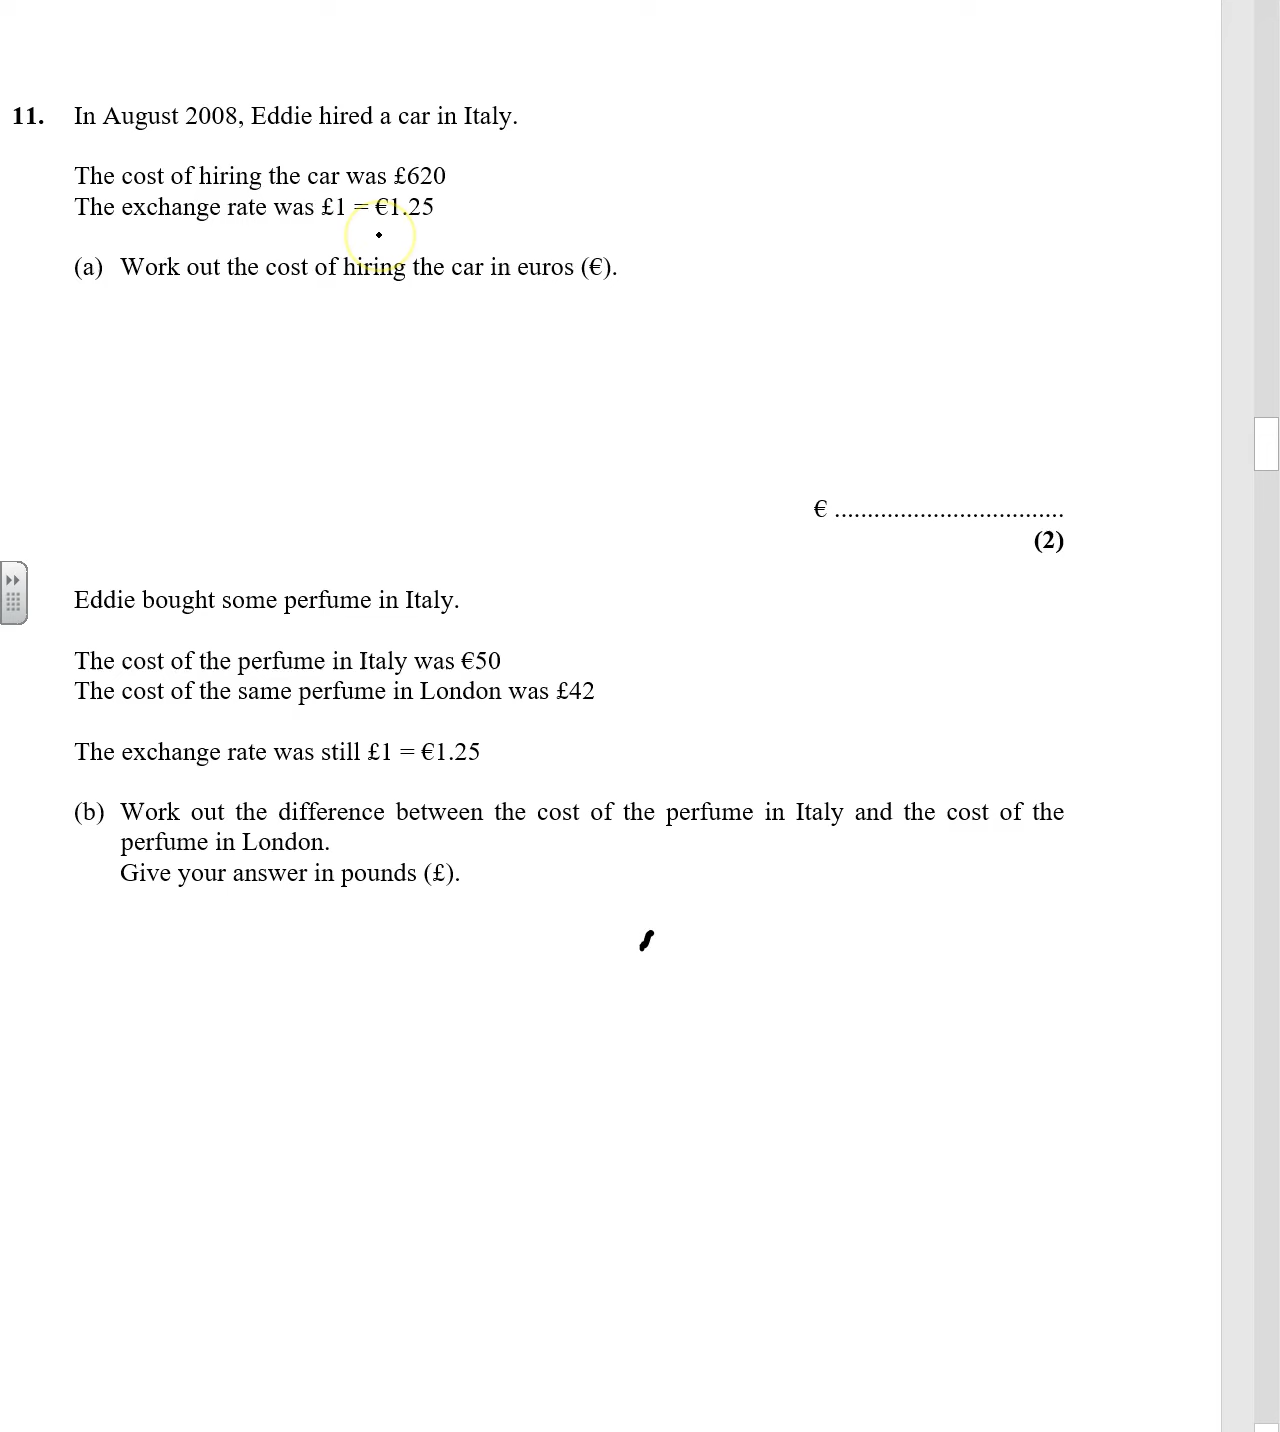 11. In August 2008, Eddie hired a car in Italy.
The cost of hiring the car was £620
The exchange rate was £1 = €1.25
(a) Work out the cost of hiring the car in euros (€).
€ ...................................
(2)
Eddie bought some perfume in Italy.
The cost of the perfume in Italy was €50
The cost of the same perfume in London was £42
The exchange rate was still £1 = €1.25
(b) Work out the difference between the cost of the perfume in Italy and the cost of the
perfume in London.
Give your answer in pounds (£).